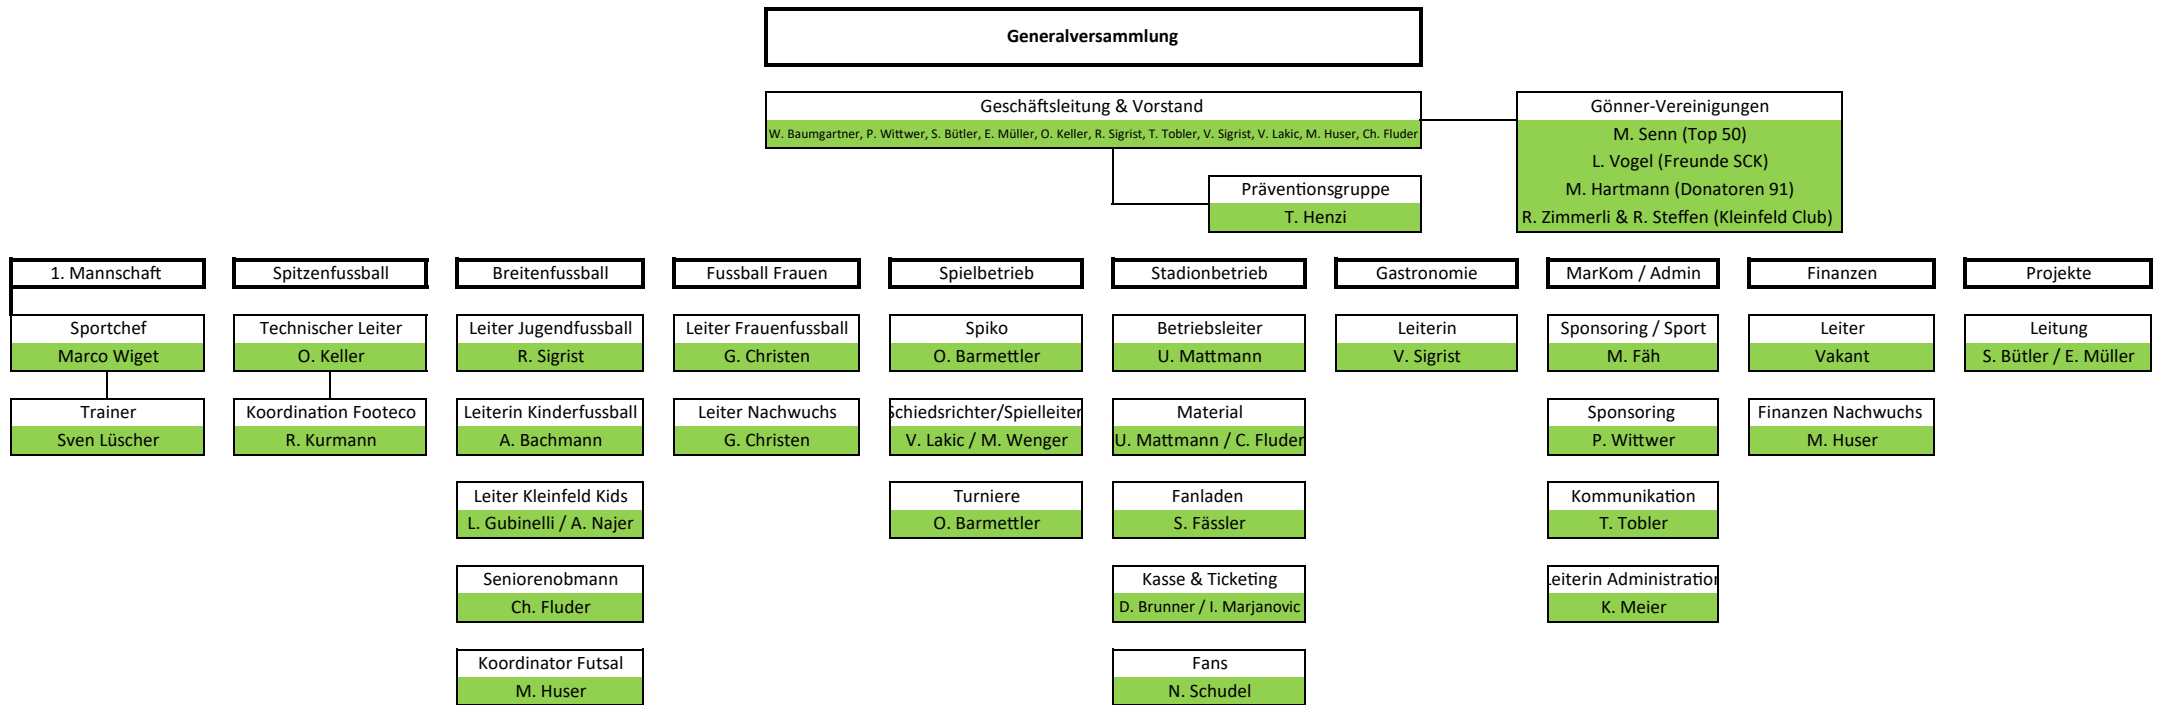 Generalversammlung
Geschäftsleitung & Vorstand
W. Baumgartner, P. Wittwer, S. Bütler, E. Müller, O. Keller, R. Sigrist, T. Tobler, V. Sigrist, V. Lakic, M. Huser, Ch. Fluder
Gönner-Vereinigungen
M. Senn (Top 50)
L. Vogel (Freunde SCK)
M. Hartmann (Donatoren 91)
R. Zimmerli & R. Steffen (Kleinfeld Club)
Präventionsgruppe
T. Henzi
1. Mannschaft
Sportchef
Marco Wiget
Trainer
Sven Lüscher
Spitzenfussball
Technischer Leiter
O. Keller
Koordination Footeco
R. Kurmann
Breitenfussball
Leiter Jugendfussball
R. Sigrist
Leiterin Kinderfussball
A. Bachmann
Leiter Kleinfeld Kids
L. Gubinelli / A. Najer
Seniorenobmann
Ch. Fluder
Koordinator Futsal
M. Huser
Fussball Frauen
Leiter Frauenfussball
G. Christen
Leiter Nachwuchs
G. Christen
Spielbetrieb
Spiko
O. Barmettler
Schiedsrichter/Spielleiter
V. Lakic / M. Wenger
Turniere
O. Barmettler
Stadionbetrieb
Betriebsleiter
U. Mattmann
Material
U. Mattmann / C. Fluder
Fanladen
S. Fässler
Kasse & Ticketing
D. Brunner / I. Marjanovic
Fans
N. Schudel
Gastronomie
Leiterin
V. Sigrist
MarKom / Admin
Sponsoring / Sport
M. Fäh
Sponsoring
P. Wittwer
Kommunikation
T. Tobler
Leiterin Administration
K. Meier
Finanzen
Leiter
Vakant
Finanzen Nachwuchs
M. Huser
Projekte
Leitung
S. Bütler / E. Müller